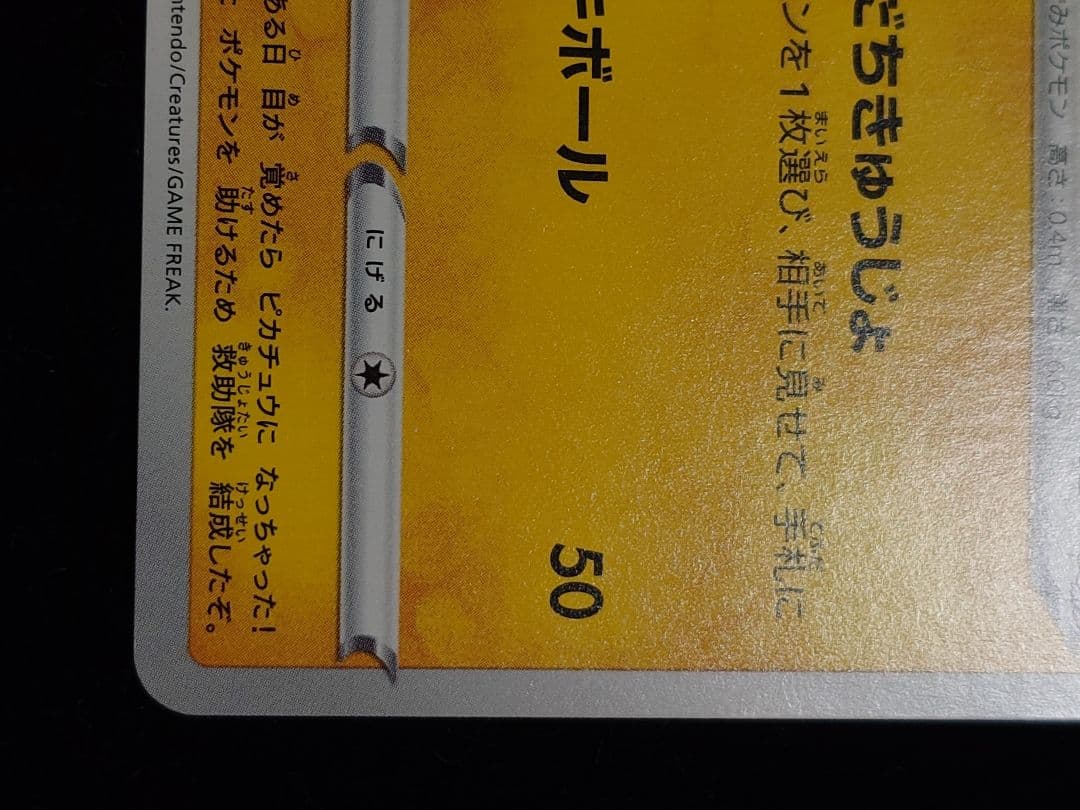 みポケモン 高さ：0.4m
だちきゅうじょ
ンを1枚選び、相手に見せて、手札に
ボール 50
にげる
ある日 目が 覚めたら ピカチュウに なっちゃった！
ポケモンを 助けるため 救助隊を 結成したぞ。
ntendo/Creatures/GAME FREAK.